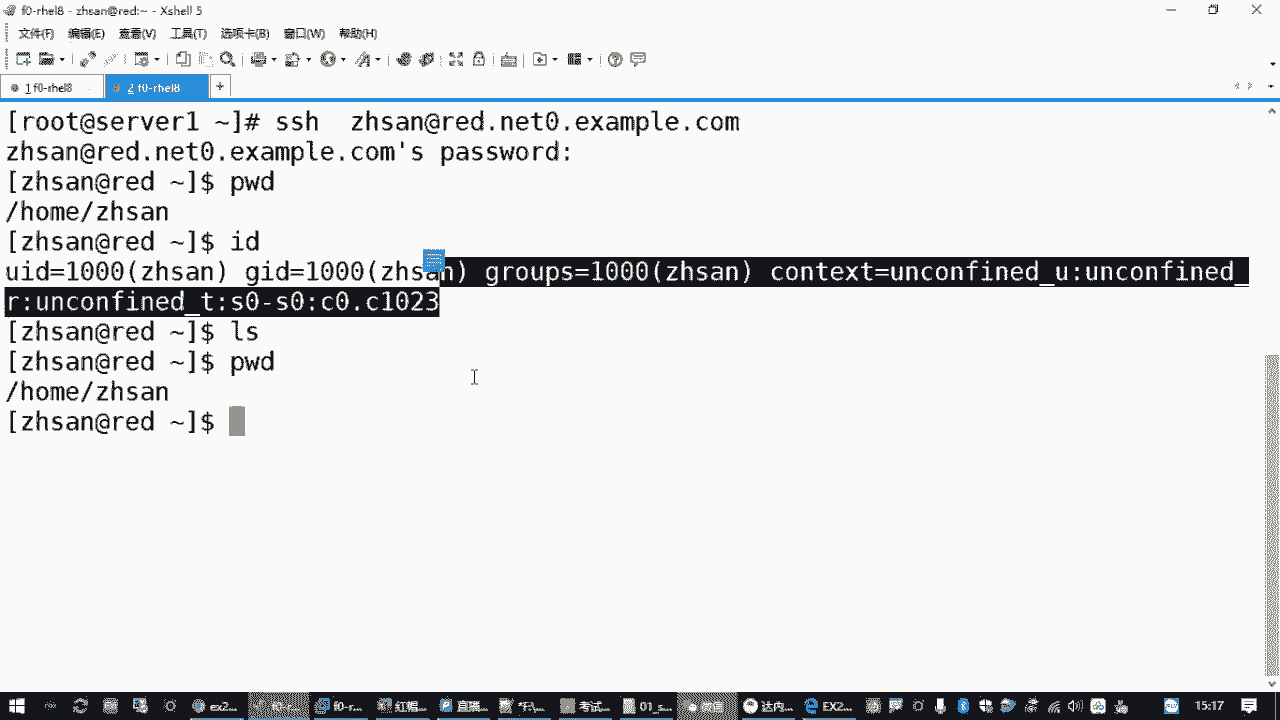 f0-rhel8 - zhsan@red:~ - Xshell 5
文件(F) 编辑(E) 查看(V) 工具(T) 选项卡(B) 窗口(W) 帮助(H)
1 f0-rhel8 2 f0-rhel8 +
[root@server1 ~]# ssh  zhsan@red.net0.example.com
zhsan@red.net0.example.com's password:
[zhsan@red ~]$ pwd
/home/zhsan
[zhsan@red ~]$ id
uid=1000(zhsan) gid=1000(zhsan) groups=1000(zhsan) context=unconfined_u:unconfined_
r:unconfined_t:s0-s0:c0.c1023
[zhsan@red ~]$ ls
[zhsan@red ~]$ pwd
/home/zhsan
[zhsan@red ~]$
ex2... f0-r... f0-r... 红帽... 直播... 考试... 01_s... 微信 达内... EX2... 15:17